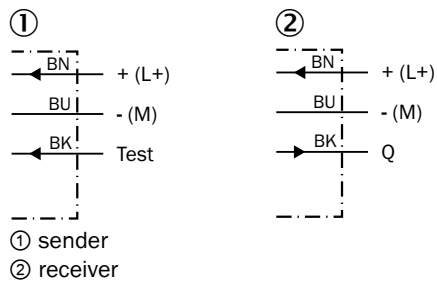 ① ②
BN + (L+) BN + (L+)
BU - (M) BU - (M)
BK Test BK Q
① sender
② receiver